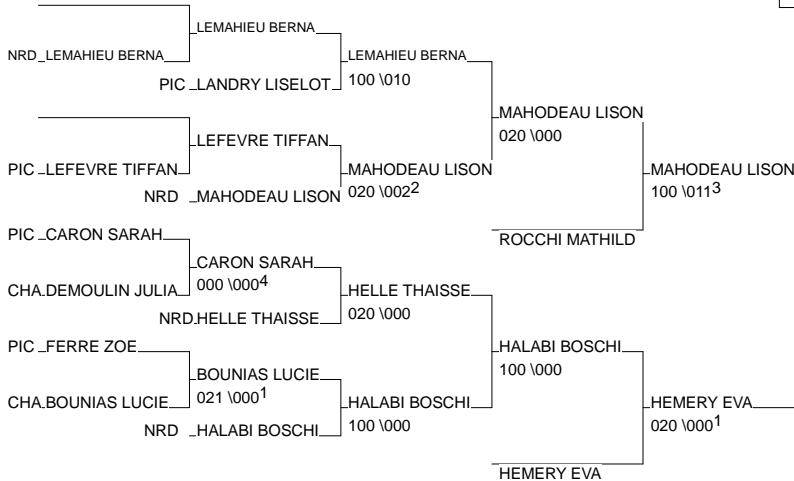 LEMAHIEU BERNA
NRD LEMAHIEU BERNA
LEMAHIEU BERNA
100 \010
PIC LANDRY LISELOT
MAHODEAU LISON
020 \000
LEFEVRE TIFFAN
PIC LEFEVRE TIFFAN
MAHODEAU LISON
020 \002²
MAHODEAU LISON
100 \011³
NRD MAHODEAU LISON
PIC CARON SARAH
ROCCHI MATHILD
CARON SARAH
000 \000⁴
CHA DEMOULIN JULIA
HELLE THAISSE
020 \000
NRD HELLE THAISSE
PIC FERRE ZOE
HALABI BOSCHI
100 \000
BOUNIAS LUCIE
021 \000¹
CHA BOUNIAS LUCIE
HALABI BOSCHI
100 \000
HEMERY EVA
020 \000¹
NRD HALABI BOSCHI
HEMERY EVA